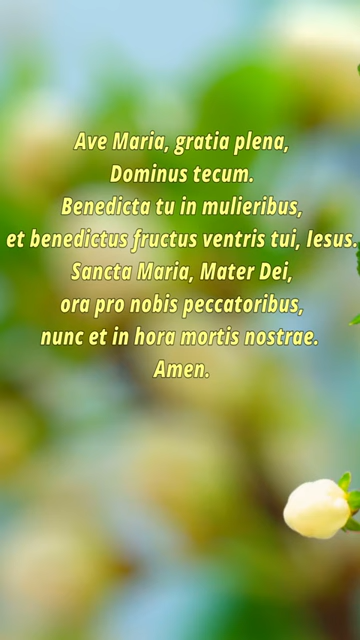 Ave Maria, gratia plena,
Dominus tecum.
Benedicta tu in mulieribus,
et benedictus fructus ventris tui, Iesus.
Sancta Maria, Mater Dei,
ora pro nobis peccatoribus,
nunc et in hora mortis nostrae.
Amen.